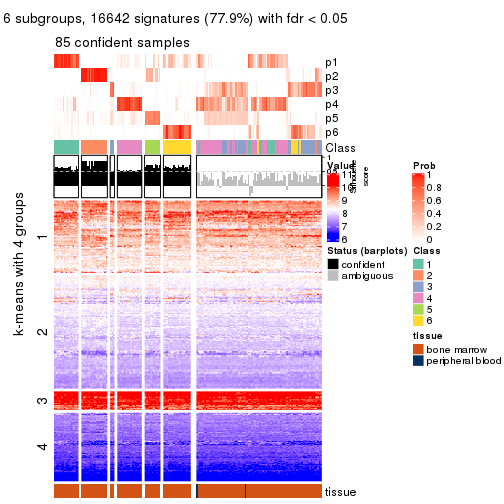 6 subgroups, 16642 signatures (77.9%) with fdr < 0.05
85 confident samples
p1
p2
p3
p4
p5
p6
Class
1
Silhouette
score
k-means with 4 groups
1
2
3
4
tissue
Value
11
9
8
7
6
Status (barplots)
confident
ambiguous
Prob
1
0.8
0.6
0.4
0.2
0
Class
1
2
3
4
5
6
tissue
bone marrow
peripheral blood